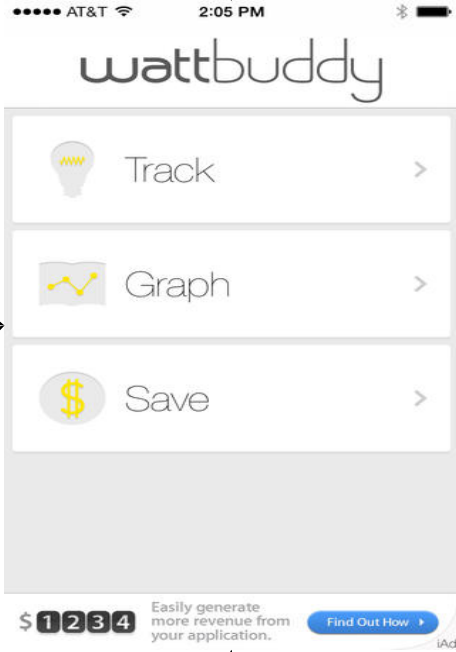 AT&T 2:05 PM
wattbuddy
Track
Graph
$ Save
$1234
Easily generate
more revenue from
your application.
Find Out How
iAd